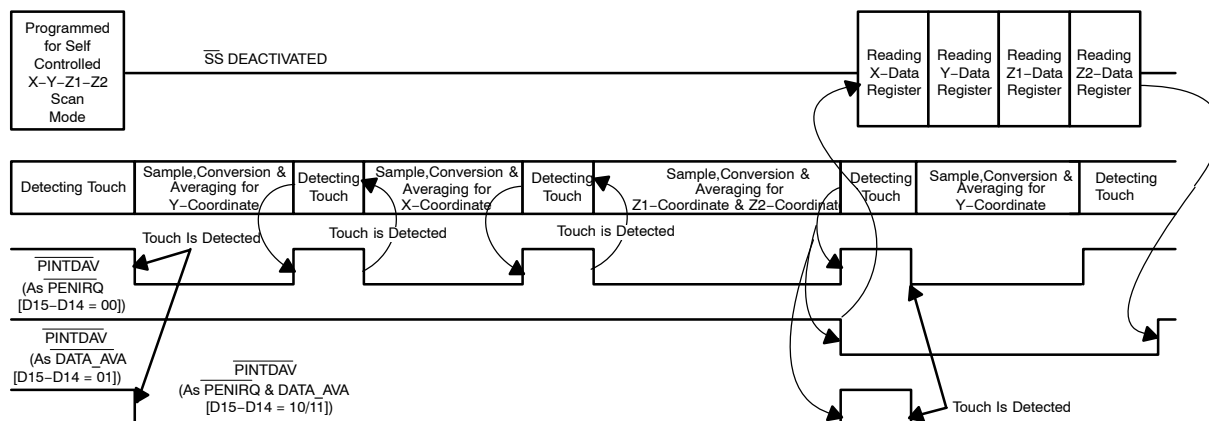 Programmed
for Self
Controlled
X−Y−Z1−Z2
Scan
Mode
SS DEACTIVATED
Reading
X−Data
Register
Reading
Y−Data
Register
Reading
Z1−Data
Register
Reading
Z2−Data
Register
Detecting Touch
Sample,Conversion &
Averaging for
Y−Coordinate
Detecting
Touch
Sample,Conversion &
Averaging for
X−Coordinate
Detecting
Touch
Sample,Conversion &
Averaging for
Z1−Coordinate & Z2−Coordinate
Detecting
Touch
Sample,Conversion &
Averaging for
Y−Coordinate
Detecting
Touch
Touch Is Detected
Touch is Detected
Touch is Detected
PINTDAV
(As PENIRQ
[D15−D14 = 00])
PINTDAV
(As DATA_AVA
[D15−D14 = 01])
PINTDAV
(As PENIRQ & DATA_AVA
[D15−D14 = 10/11])
Touch Is Detected